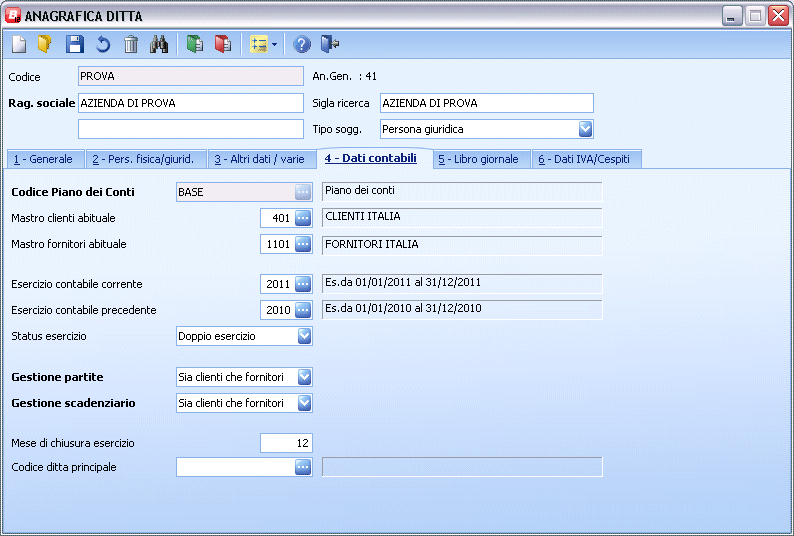 ANAGRAFICA DITTA
Codice PROVA An.Gen. : 41
Rag. sociale AZIENDA DI PROVA Sigla ricerca AZIENDA DI PROVA
Tipo sogg. Persona giuridica
1 - Generale 2 - Pers. fisica/giurid. 3 - Altri dati / varie 4 - Dati contabili 5 - Libro giornale 6 - Dati IVA/Cespiti
Codice Piano dei Conti BASE Piano dei conti
Mastro clienti abituale 401 CLIENTI ITALIA
Mastro fornitori abituale 1101 FORNITORI ITALIA
Esercizio contabile corrente 2011 Es.da 01/01/2011 al 31/12/2011
Esercizio contabile precedente 2010 Es.da 01/01/2010 al 31/12/2010
Status esercizio Doppio esercizio
Gestione partite Sia clienti che fornitori
Gestione scadenziario Sia clienti che fornitori
Mese di chiusura esercizio 12
Codice ditta principale